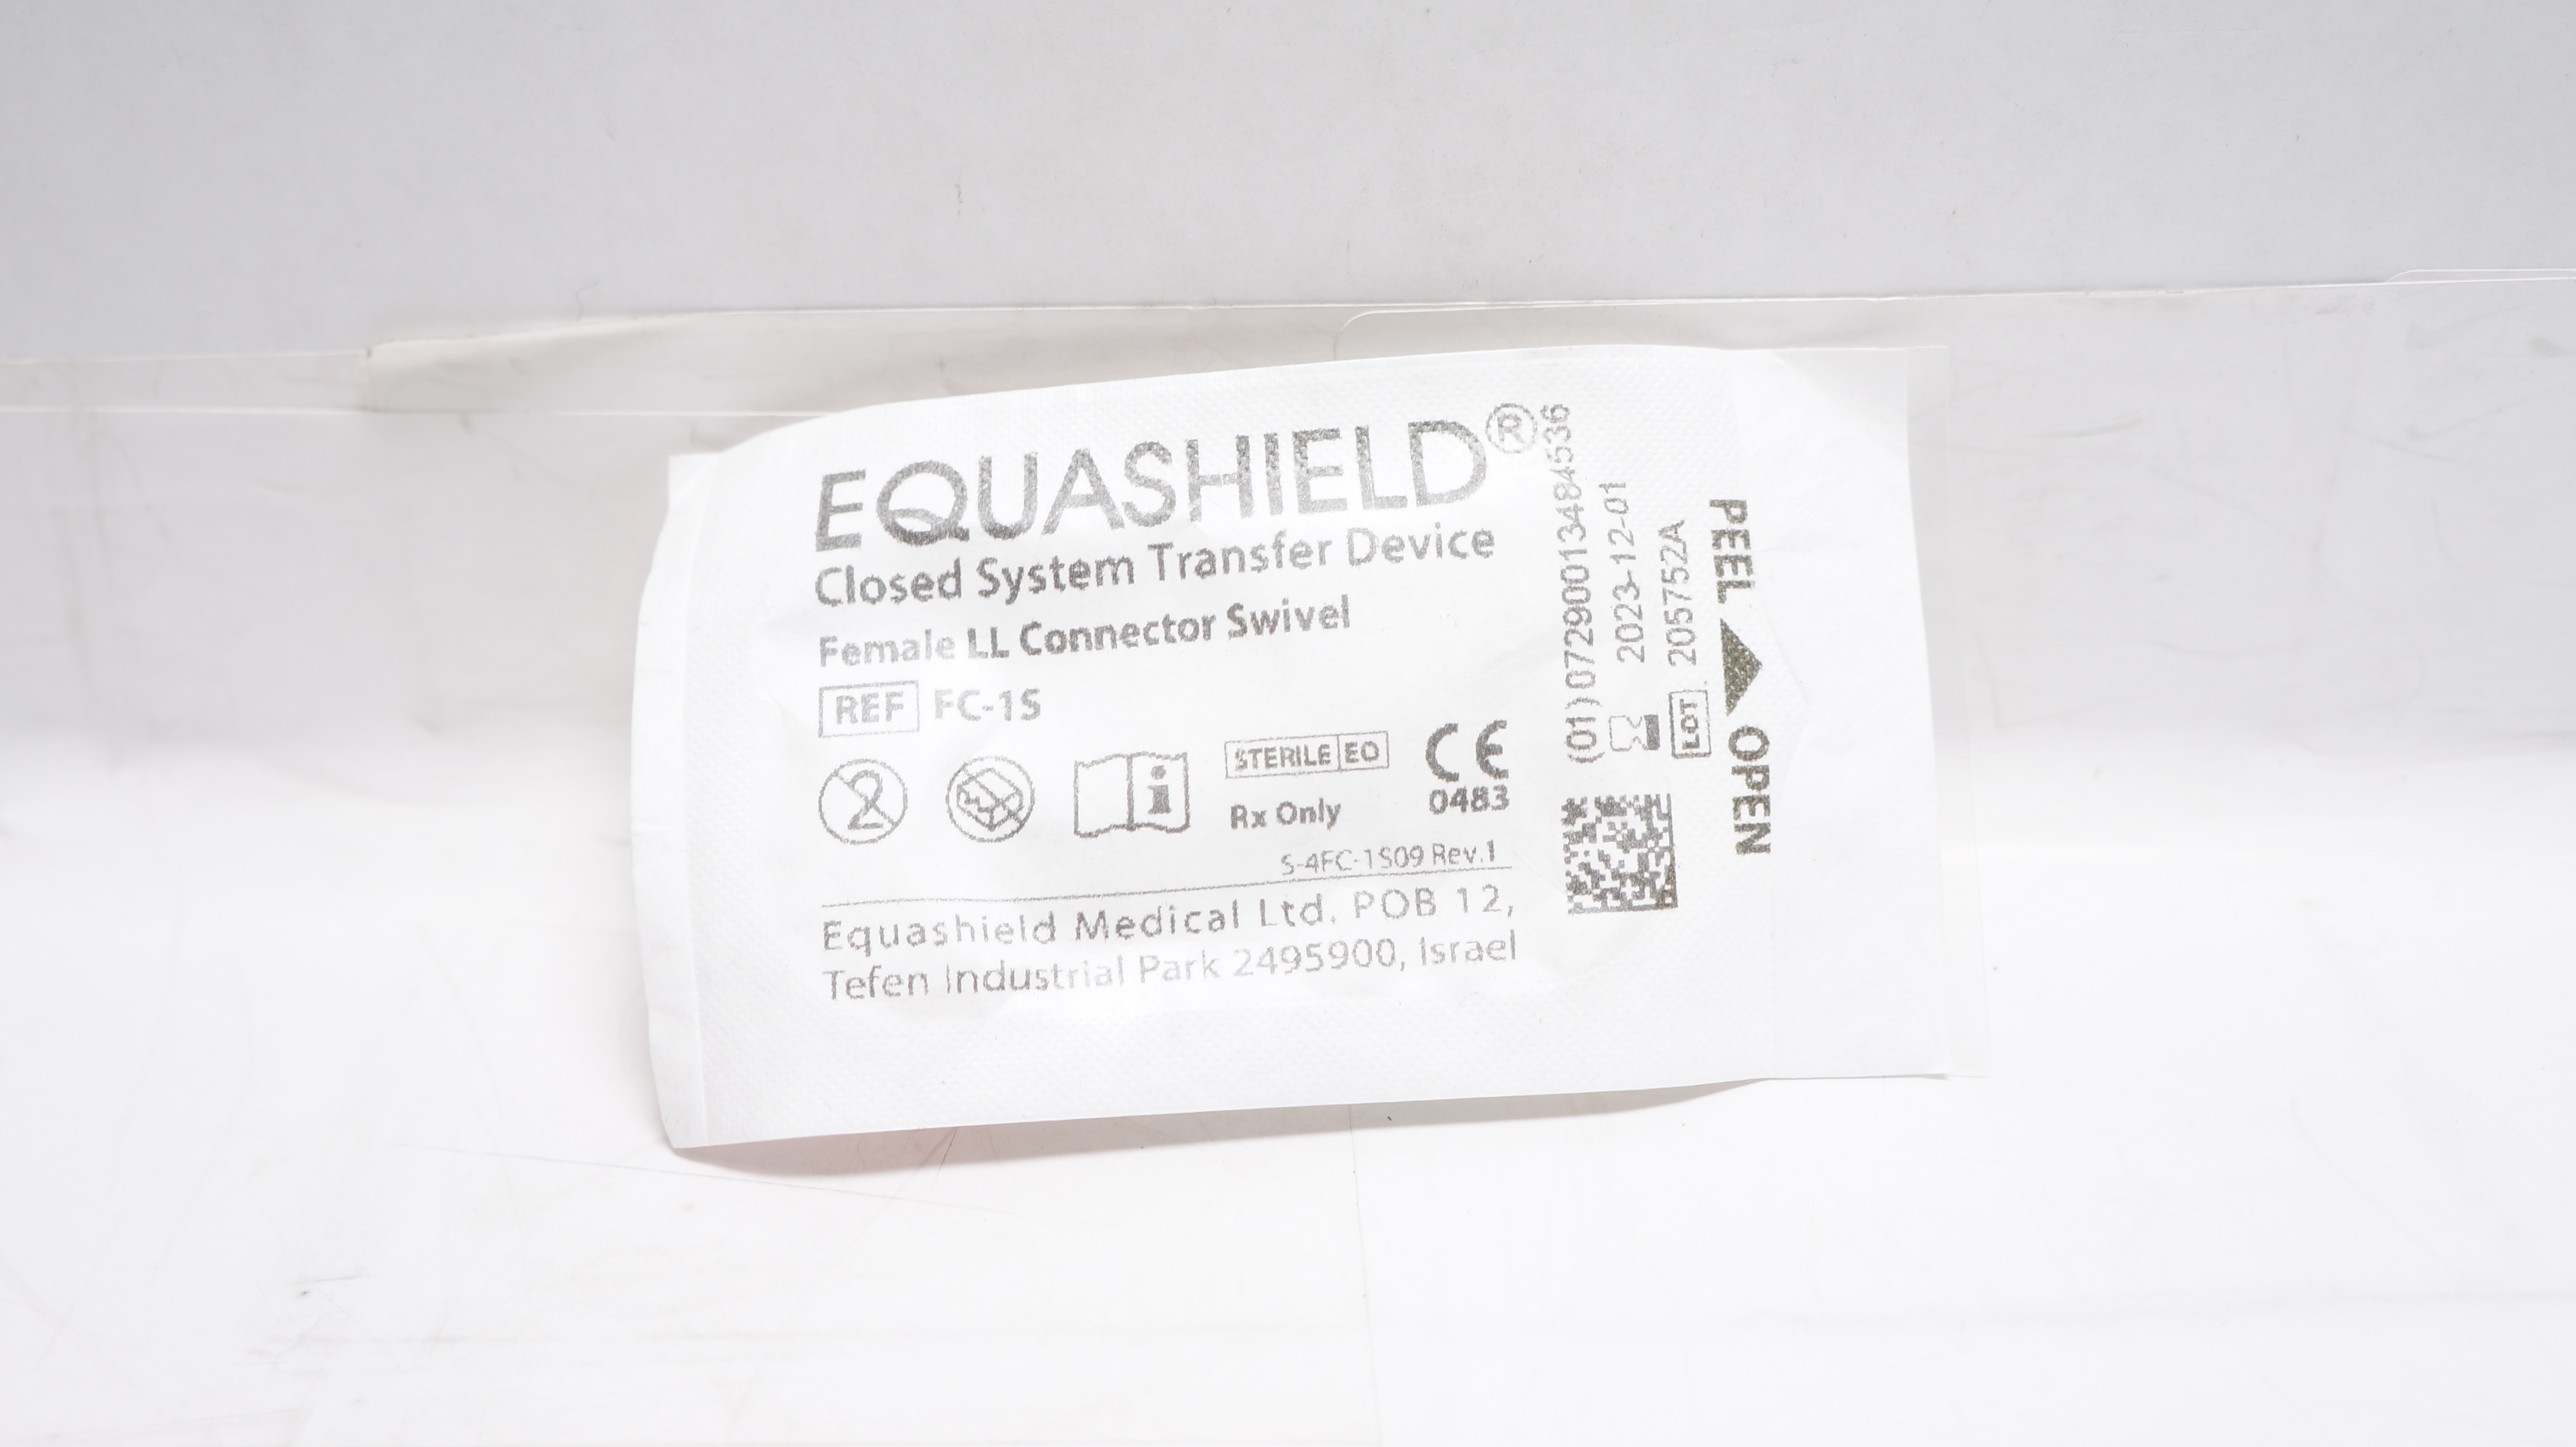 EQUASHIELD®
Closed System Transfer Device
Female LL Connector Swivel
REF FC-1S
2
STERILE EO
Rx Only
CE
0483
S-4FC-1S09 Rev.1
Equashield Medical Ltd. POB 12,
Tefen Industrial Park 2495900, Israel
(01)07290013484536
2023-12-01
LOT 205752A
PEEL ▲ OPEN